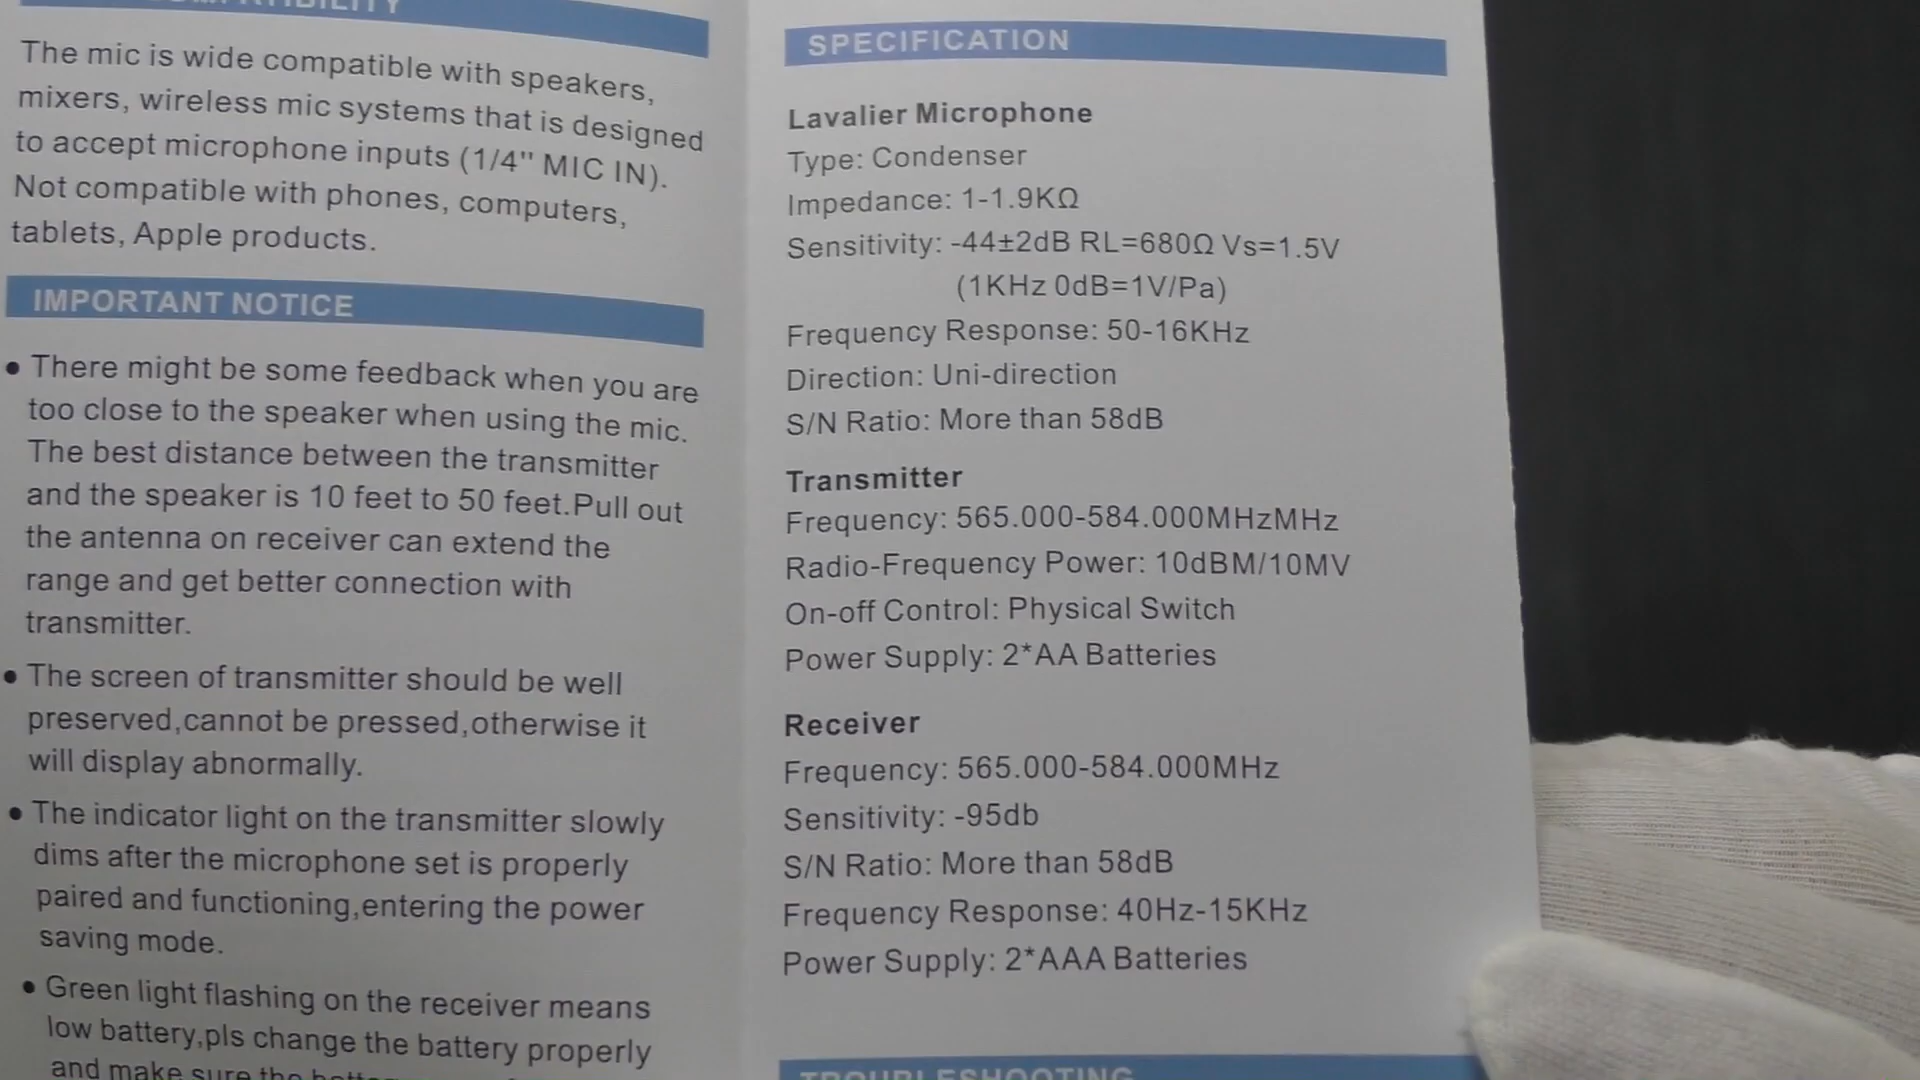 The mic is wide compatible with speakers,
mixers, wireless mic systems that is designed
to accept microphone inputs (1/4" MIC IN).
Not compatible with phones, computers,
tablets, Apple products.
IMPORTANT NOTICE
• There might be some feedback when you are
too close to the speaker when using the mic.
The best distance between the transmitter
and the speaker is 10 feet to 50 feet.Pull out
the antenna on receiver can extend the
range and get better connection with
transmitter.
• The screen of transmitter should be well
preserved,cannot be pressed,otherwise it
will display abnormally.
• The indicator light on the transmitter slowly
dims after the microphone set is properly
paired and functioning,entering the power
saving mode.
• Green light flashing on the receiver means
low battery,pls change the battery properly
and make sure the
SPECIFICATION
Lavalier Microphone
Type: Condenser
Impedance: 1-1.9KΩ
Sensitivity: -44±2dB RL=680Ω Vs=1.5V
(1KHz 0dB=1V/Pa)
Frequency Response: 50-16KHz
Direction: Uni-direction
S/N Ratio: More than 58dB
Transmitter
Frequency: 565.000-584.000MHzMHz
Radio-Frequency Power: 10dBM/10MV
On-off Control: Physical Switch
Power Supply: 2*AA Batteries
Receiver
Frequency: 565.000-584.000MHz
Sensitivity: -95db
S/N Ratio: More than 58dB
Frequency Response: 40Hz-15KHz
Power Supply: 2*AAA Batteries
TROUBLESHOOTING